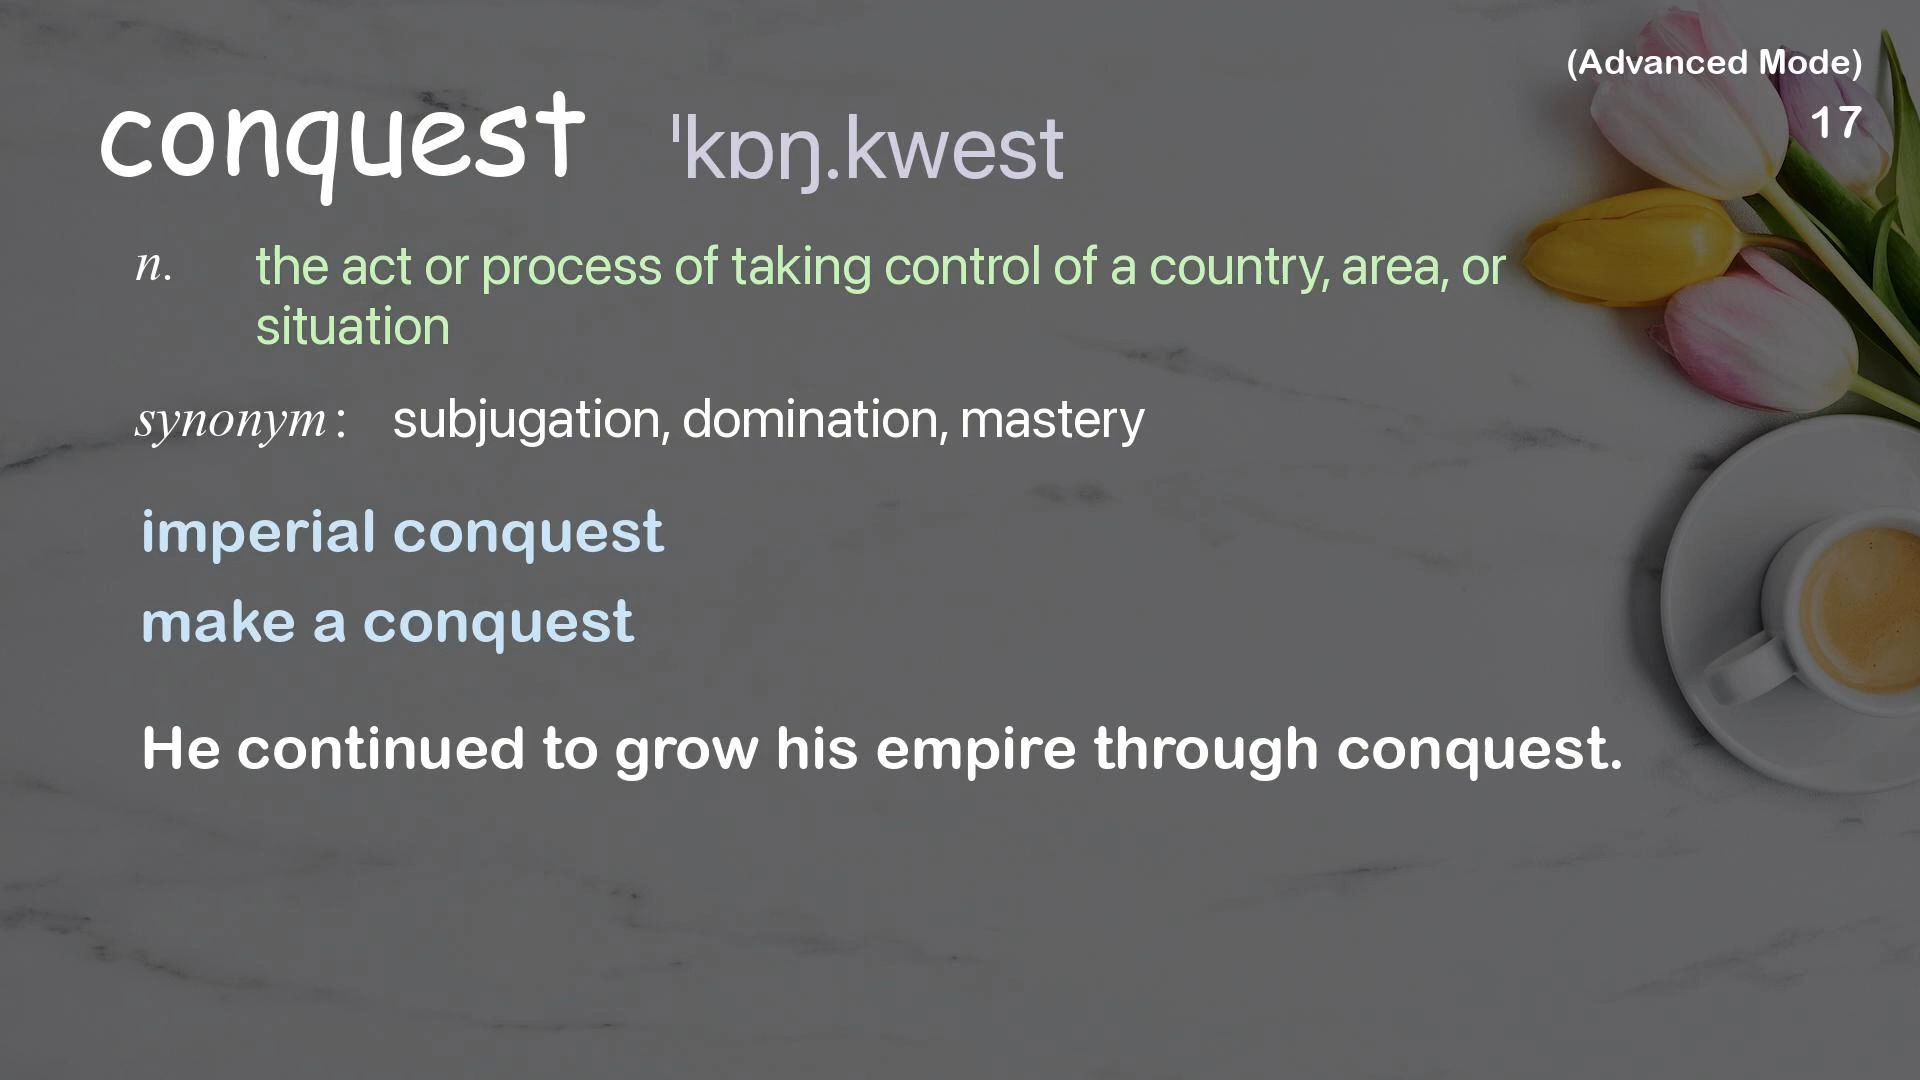 (Advanced Mode)
17
conquest ˈkɒŋ.kwest
n. the act or process of taking control of a country, area, or
situation
synonym: subjugation, domination, mastery
imperial conquest
make a conquest
He continued to grow his empire through conquest.